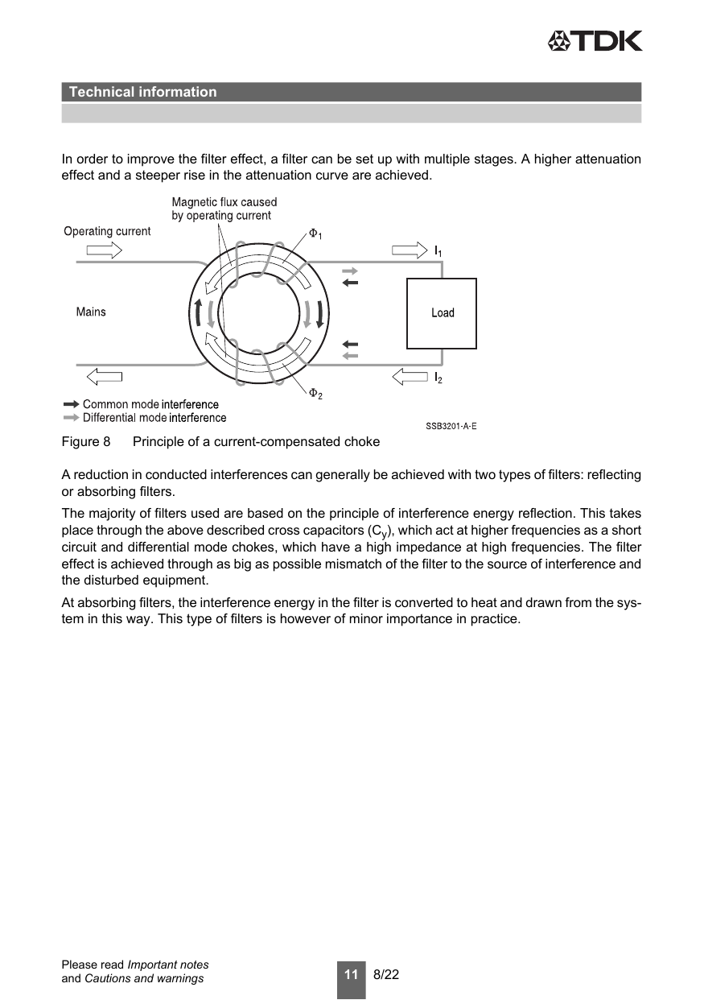 TDK
Technical information
In order to improve the filter effect, a filter can be set up with multiple stages. A higher attenuation
effect and a steeper rise in the attenuation curve are achieved.
Magnetic flux caused
by operating current
Operating current
Φ1
I1
Mains
Load
I2
Φ2
Common mode interference
Differential mode interference
SSB3201-A-E
Figure 8 Principle of a current-compensated choke
A reduction in conducted interferences can generally be achieved with two types of filters: reflecting
or absorbing filters.
The majority of filters used are based on the principle of interference energy reflection. This takes
place through the above described cross capacitors (Cy), which act at higher frequencies as a short
circuit and differential mode chokes, which have a high impedance at high frequencies. The filter
effect is achieved through as big as possible mismatch of the filter to the source of interference and
the disturbed equipment.
At absorbing filters, the interference energy in the filter is converted to heat and drawn from the sys-
tem in this way. This type of filters is however of minor importance in practice.
Please read Important notes
and Cautions and warnings
11 8/22